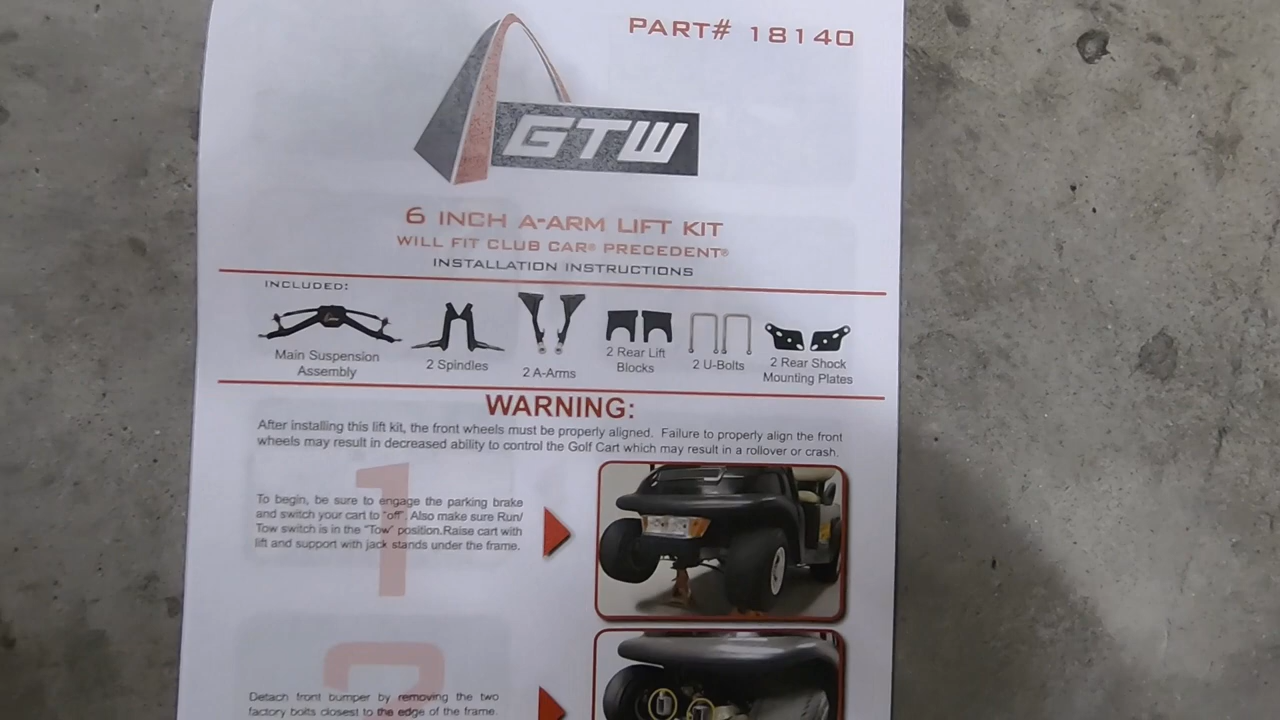 PART# 18140
GTW
6 INCH A-ARM LIFT KIT
WILL FIT CLUB CAR® PRECEDENT®
INSTALLATION INSTRUCTIONS
INCLUDED:
Main Suspension
Assembly
2 Spindles
2 A-Arms
2 Rear Lift
Blocks
2 U-Bolts
2 Rear Shock
Mounting Plates
WARNING:
After installing this lift kit, the front wheels must be properly aligned. Failure to properly align the front
wheels may result in decreased ability to control the Golf Cart which may result in a rollover or crash.
1
To begin, be sure to engage the parking brake
and switch your cart to "off". Also make sure Run/
Tow switch is in the "Tow" position.Raise cart with
lift and support with jack stands under the frame.
2
Detach front bumper by removing the two
factory bolts closest to the edge of the frame.